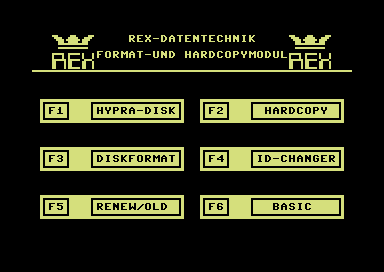 REX-DATENTECHNIK
REX FORMAT-UND HARDCOPYMODUL REX
F1 HYPRA-DISK F2 HARDCOPY
F3 DISKFORMAT F4 ID-CHANGER
F5 RENEW/OLD F6 BASIC